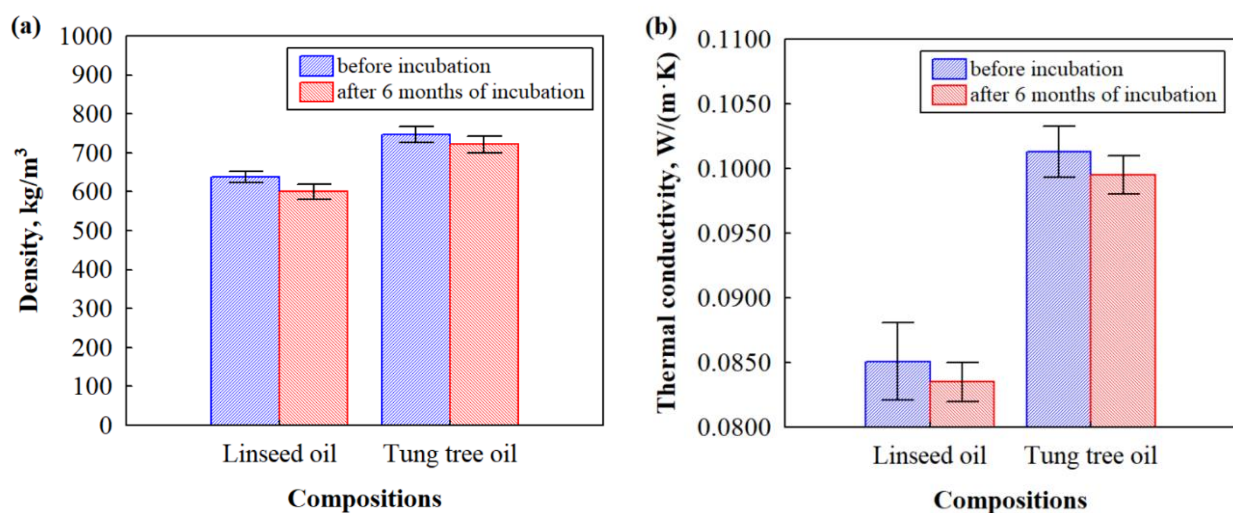 (a)
1000
900
800
700
600
500
400
300
200
100
0
Density, kg/m³
before incubation
after 6 months of incubation
Linseed oil Tung tree oil
Compositions
(b)
0.1100
0.1050
0.1000
0.0950
0.0900
0.0850
0.0800
Thermal conductivity, W/(m·K)
before incubation
after 6 months of incubation
Linseed oil Tung tree oil
Compositions